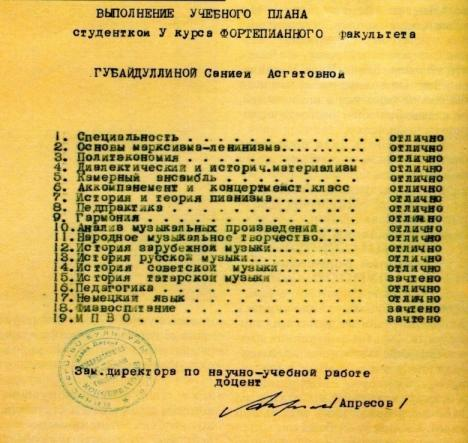 ВЫПОЛНЕНИЕ УЧЕБНОГО ПЛАНА
студенткой У курса ФОРТЕПИАННОГО факультета
ГУБАЙДУЛЛИНОЙ Санией Асгатовной
1. Специальность . . . . . . . . . . . отлично
2. Основы марксизма-ленинизма . . . . . отлично
3. Политэкономия . . . . . . . . . . . отлично
4. Диалектический и историч.материализм отлично
5. Камерный ансамбль . . . . . . . . . отлично
6. Аккомпанемент и концертмейст.класс отлично
7. История и теория пианизма . . . . . отлично
8. Педпрактика . . . . . . . . . . . . отлично
9. Гармония . . . . . . . . . . . . . отлично
10. Анализ музыкальных произведений . . . отлично
11. Народное музыкальное творчество . . . отлично
12. История зарубежной музыки . . . . . отлично
13. История русской музыки . . . . . . . отлично
14. История советской музыки . . . . . . отлично
15. История татарской музыки . . . . . . зачтено
16. Педагогика . . . . . . . . . . . . отлично
17. Немецкий язык . . . . . . . . . . . отлично
18. Физвоспитание . . . . . . . . . . . зачтено
19. М П В О . . . . . . . . . . . . . зачтено
Зам.директора по научно-учебной работе
доцент
Апресов